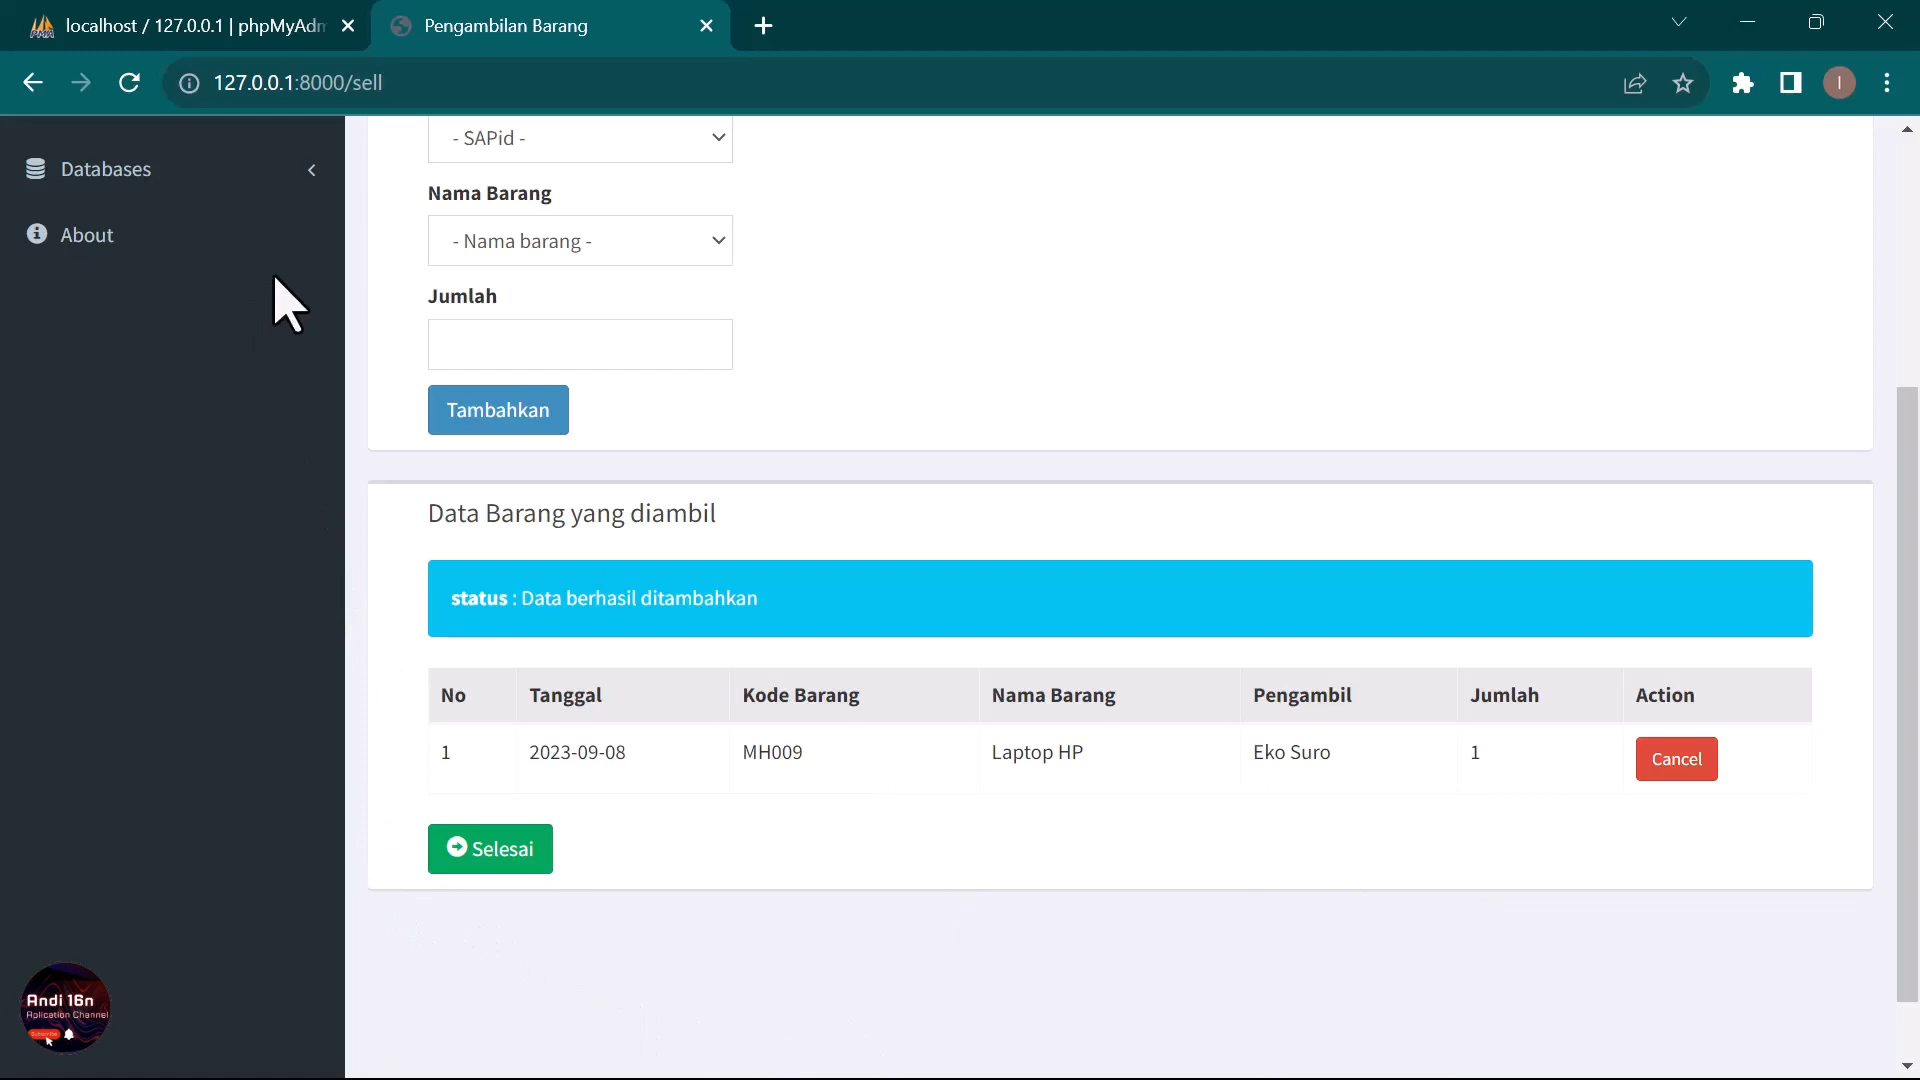 localhost / 127.0.0.1 | phpMyAdm
Pengambilan Barang
127.0.0.1:8000/sell
I
Databases
About
- SAPid -
Nama Barang
- Nama barang -
Jumlah
Tambahkan
Data Barang yang diambil
status : Data berhasil ditambahkan
No Tanggal Kode Barang Nama Barang Pengambil Jumlah Action
1 2023-09-08 MH009 Laptop HP Eko Suro 1 Cancel
Selesai
Andi 16n
Aplication Channel
Subscribe